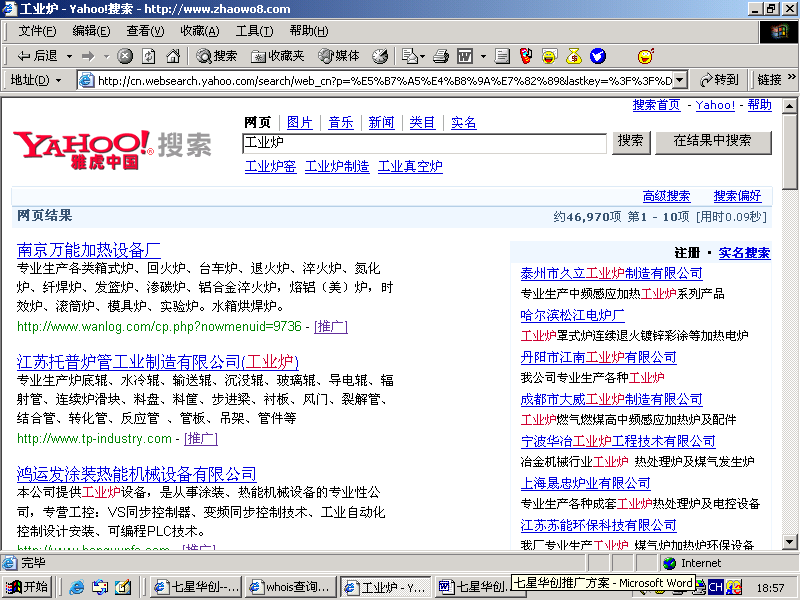 工业炉 - Yahoo!搜索 - http://www.zhaowo8.com
文件(F) 编辑(E) 查看(V) 收藏(A) 工具(T) 帮助(H)
后退 搜索 收藏夹 媒体
地址(D) http://cn.websearch.yahoo.com/search/web_cn?p=%E5%B7%A5%E4%B8%9A%E7%82%89&lastkey=%3F%3F%D 转到 链接 »
搜索首页 - Yahoo! - 帮助
YAHOO!® 搜索
雅虎中国
网页 | 图片 | 音乐 | 新闻 | 类目 | 实名
工业炉 搜索 在结果中搜索
工业炉窑 工业炉制造 工业真空炉
高级搜索 搜索偏好
网页结果 约46,970项 第1 - 10项 [用时0.09秒]
南京万能加热设备厂
专业生产各类箱式炉、回火炉、台车炉、退火炉、淬火炉、氮化
炉、纤焊炉、发篮炉、渗碳炉、铝合金淬火炉，熔铝（美）炉，时
效炉、滚筒炉、模具炉、实验炉。水箱烘焊炉。
http://www.wanlog.com/cp.php?nowmenuid=9736 - [推广]
江苏托普炉管工业制造有限公司(工业炉)
专业生产炉底辊、水冷辊、输送辊、沉没辊、玻璃辊、导电辊、辐
射管、连续炉滑块、料盘、料筐、步进梁、衬板、风门、裂解管、
结合管、转化管、反应管 、管板、吊架、管件等
http://www.tp-industry.com - [推广]
鸿运发涂装热能机械设备有限公司
本公司提供工业炉设备，是从事涂装、热能机械设备的专业性公
司，专营工控：VS同步控制器、变频同步控制技术、工业自动化
控制设计安装、可编程PLC技术。
注册 · 实名搜索
泰州市久立工业炉制造有限公司
专业生产中频感应加热工业炉系列产品
哈尔滨松江电炉厂
工业炉罩式炉连续退火镀锌彩涂等加热电炉
丹阳市江南工业炉有限公司
我公司专业生产各种工业炉
成都市大威工业炉制造有限公司
工业炉燃气燃煤高中频感应加热炉及配件
宁波华冶工业炉工程技术有限公司
冶金机械行业工业炉 热处理炉及煤气发生炉
上海晟忠炉业有限公司
专业生产各种成套工业炉热处理炉及电控设备
江苏苏能环保科技有限公司
我厂专业生产工业炉 煤气炉加热炉环保设备
完毕 Internet
开始 七星华创-... whois查询... 工业炉 - Y... 七星华创... 七星华创推广方案 - Microsoft Word CH 18:57